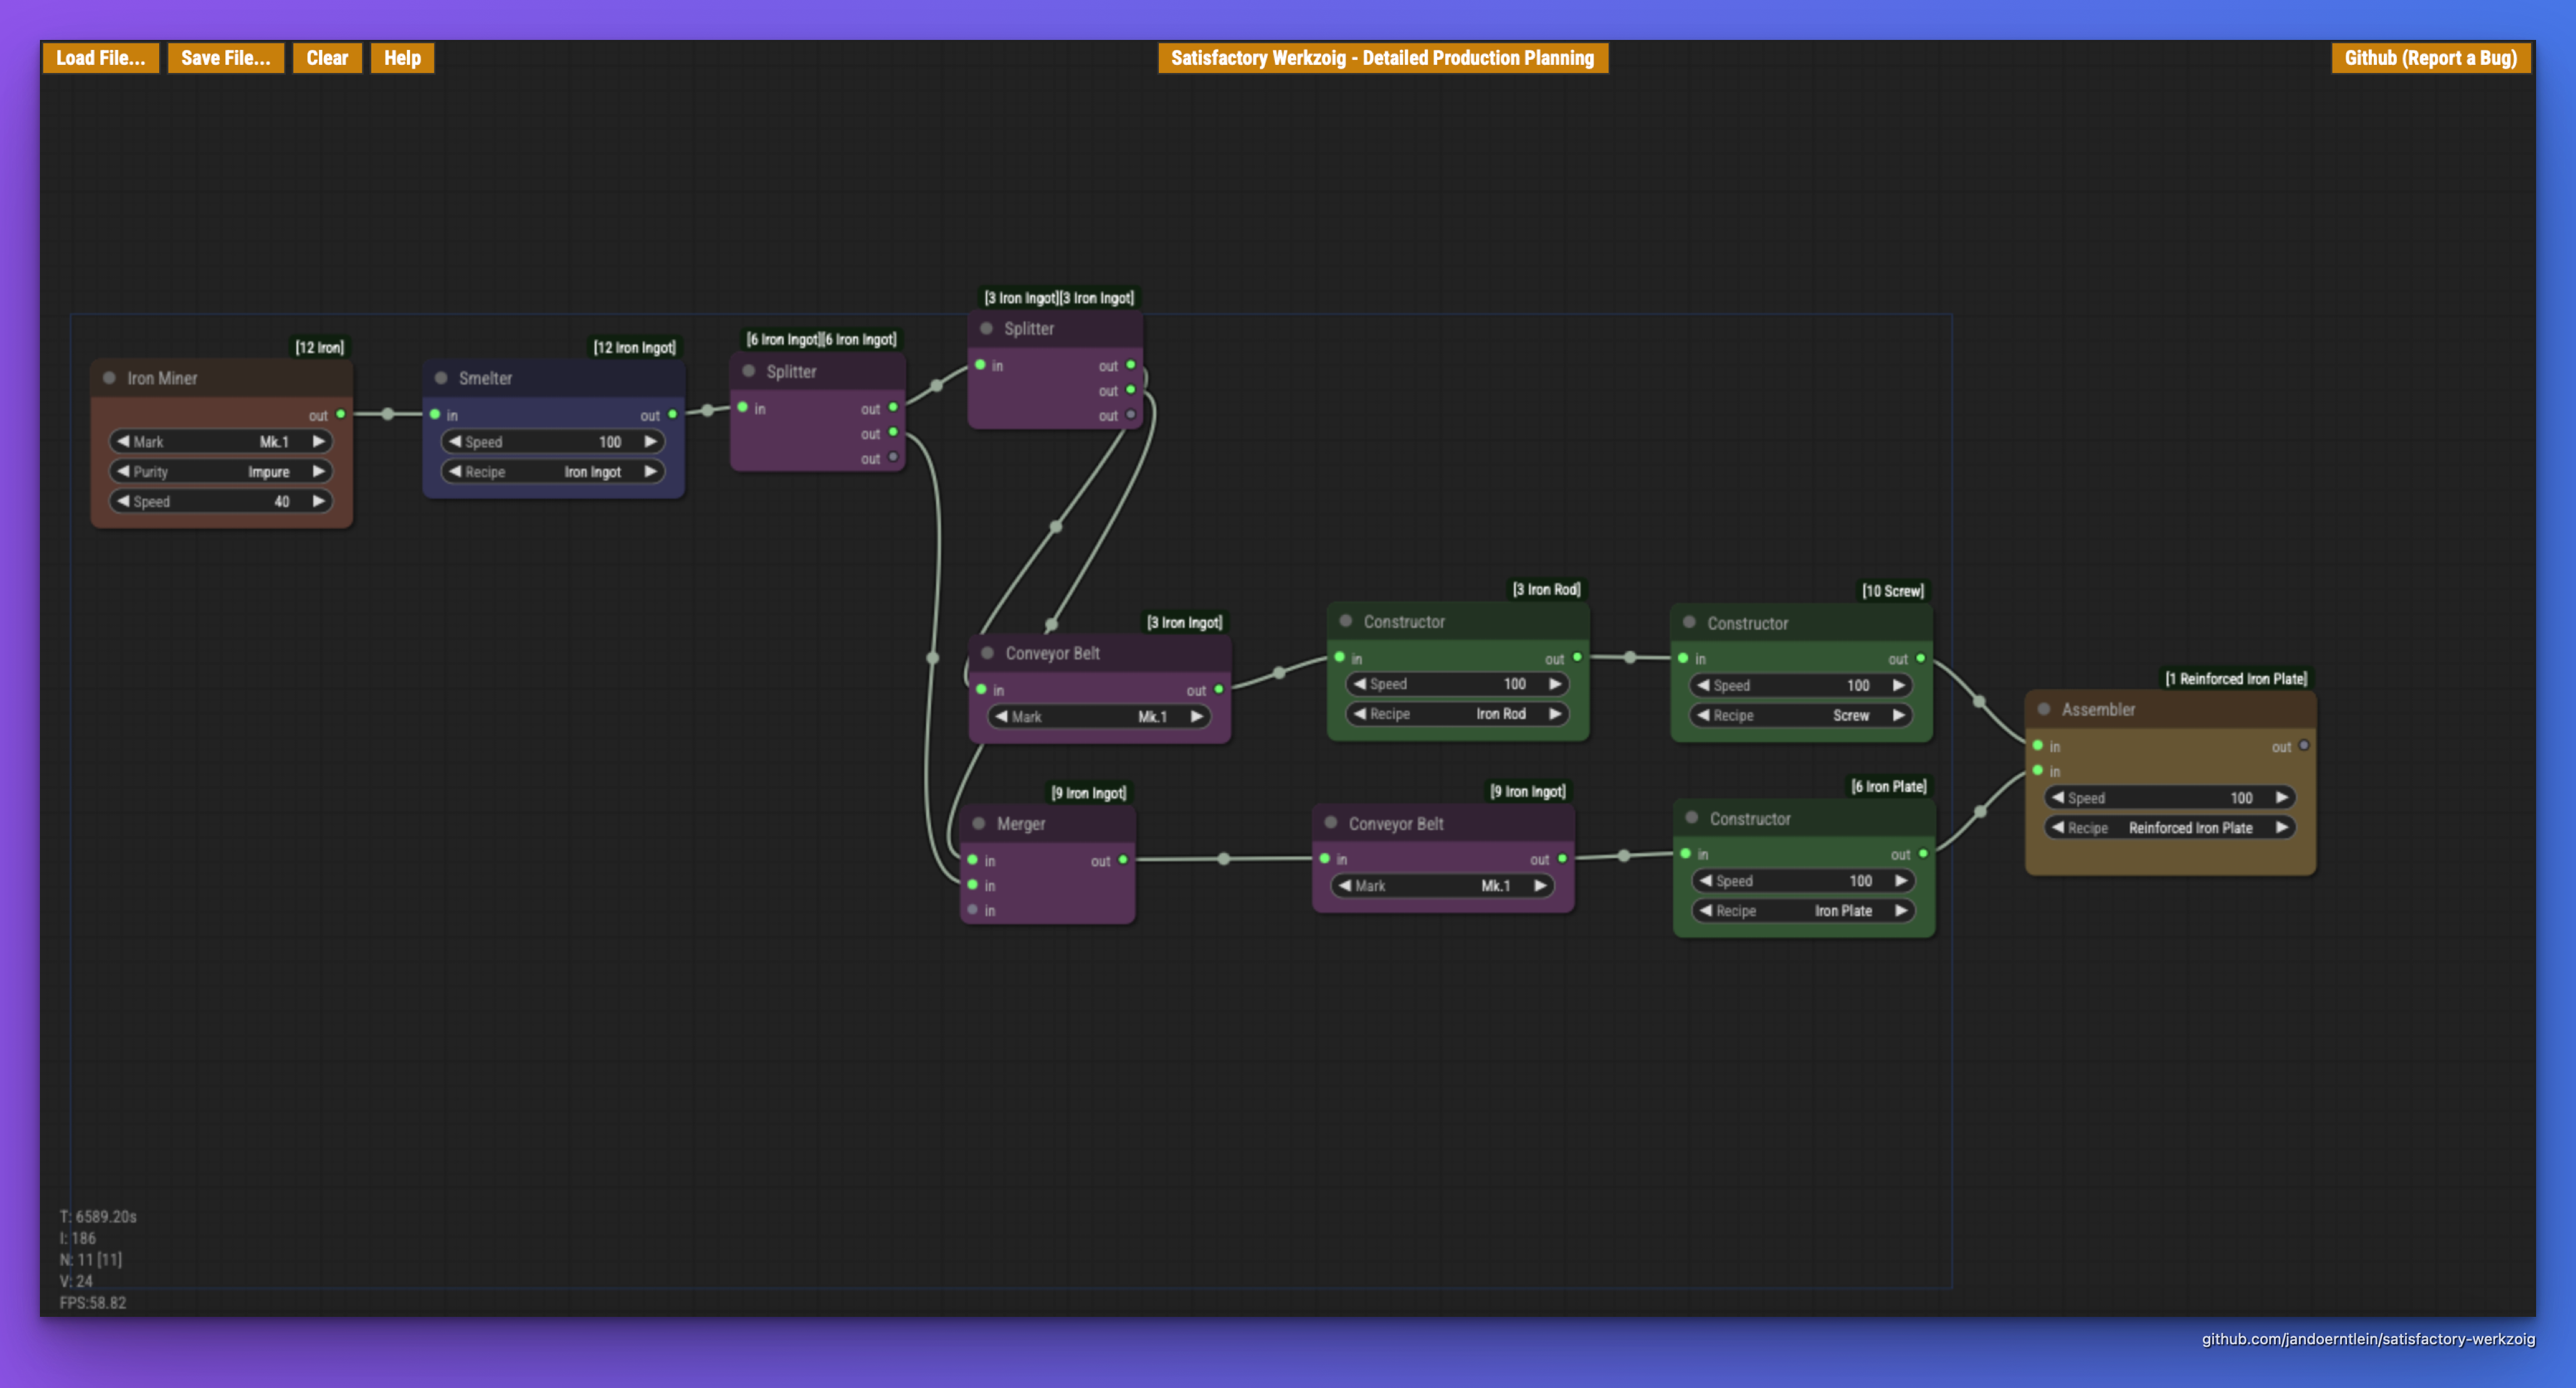 Load File...
Save File...
Clear
Help
Satisfactory Werkzoig - Detailed Production Planning
Github (Report a Bug)
[12 Iron]
Iron Miner
out
Mark Mk.1
Purity Impure
Speed 40
[12 Iron Ingot]
Smelter
in out
Speed 100
Recipe Iron Ingot
[6 Iron Ingot][6 Iron Ingot]
Splitter
in out
out
out
[3 Iron Ingot][3 Iron Ingot]
Splitter
in out
out
out
[3 Iron Ingot]
Conveyor Belt
in out
Mark Mk.1
[3 Iron Rod]
Constructor
in out
Speed 100
Recipe Iron Rod
[10 Screw]
Constructor
in out
Speed 100
Recipe Screw
[9 Iron Ingot]
Merger
in out
in
in
[9 Iron Ingot]
Conveyor Belt
in out
Mark Mk.1
[6 Iron Plate]
Constructor
in out
Speed 100
Recipe Iron Plate
[1 Reinforced Iron Plate]
Assembler
in out
in
Speed 100
Recipe Reinforced Iron Plate
T: 6589.20s
I: 186
N: 11 [11]
V: 24
FPS:58.82
github.com/jandoerntlein/satisfactory-werkzoig